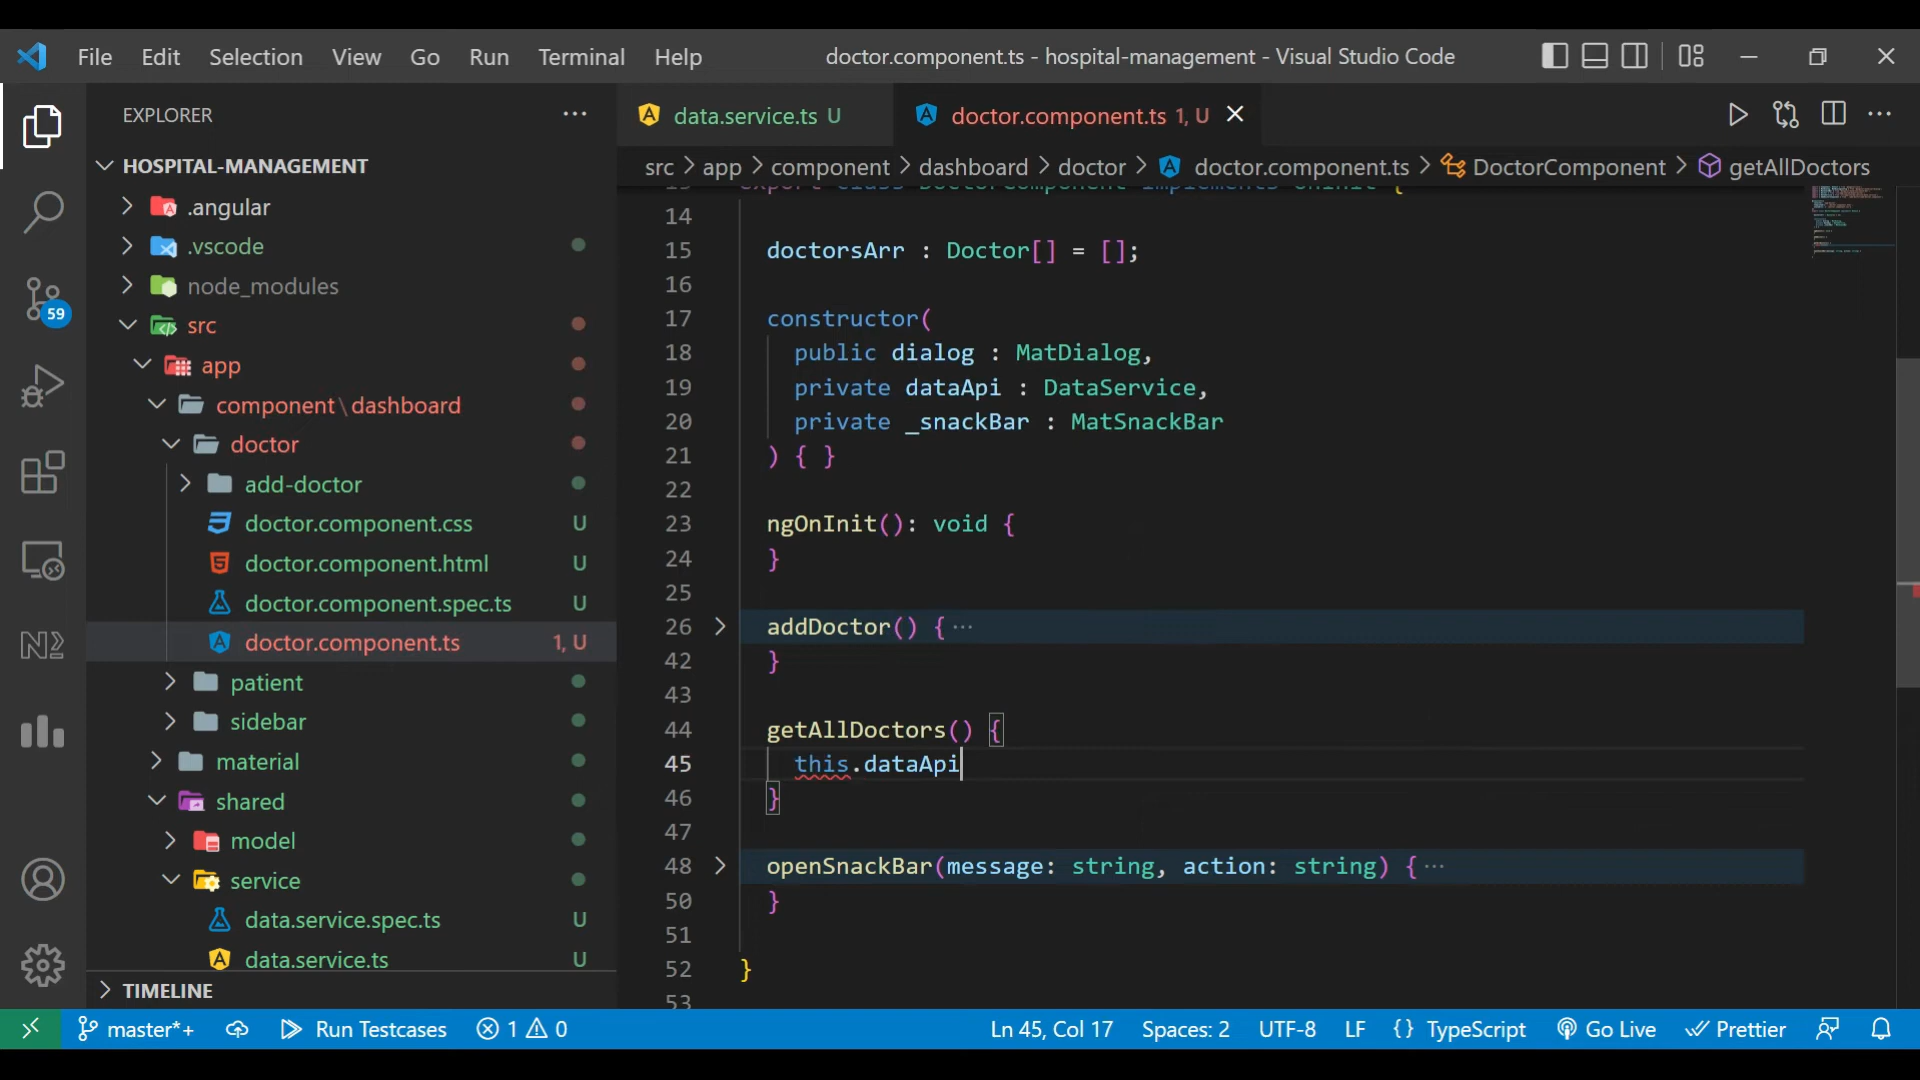 File Edit Selection View Go Run Terminal Help
doctor.component.ts - hospital-management - Visual Studio Code
EXPLORER
HOSPITAL-MANAGEMENT
.angular
.vscode
node_modules
src
app
component\dashboard
doctor
add-doctor
doctor.component.css U
doctor.component.html U
doctor.component.spec.ts U
doctor.component.ts 1, U
patient
sidebar
material
shared
model
service
data.service.spec.ts U
data.service.ts U
TIMELINE
59
data.service.ts U
doctor.component.ts 1, U
src > app > component > dashboard > doctor > doctor.component.ts > DoctorComponent > getAllDoctors
13 export class DoctorComponent implements OnInit {
14
15 doctorsArr : Doctor[] = [];
16
17 constructor(
18 public dialog : MatDialog,
19 private dataApi : DataService,
20 private _snackBar : MatSnackBar
21 ) { }
22
23 ngOnInit(): void {
24 }
25
26 addDoctor() { ···
42 }
43
44 getAllDoctors() {
45 this.dataApi
46 }
47
48 openSnackBar(message: string, action: string) { ···
50 }
51
52 }
53
master*+ Run Testcases 1 0 Ln 45, Col 17 Spaces: 2 UTF-8 LF {} TypeScript Go Live Prettier